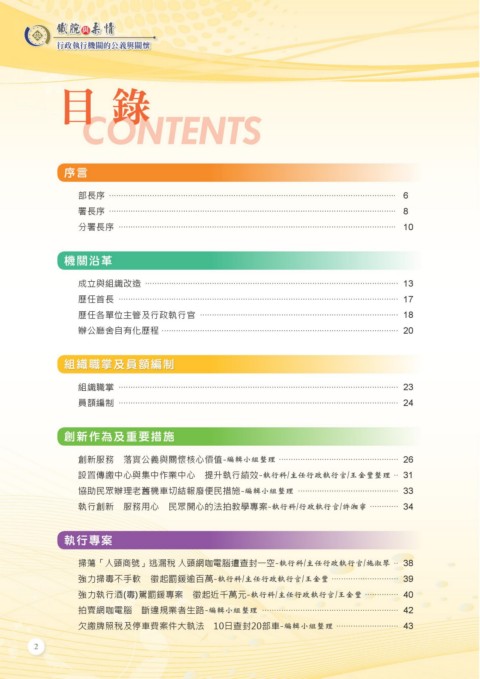 鐵腕與柔情
行政執行機關的公義與關懷
目錄
CONTENTS
序言
部長序 6
署長序 8
分署長序 10
機關沿革
成立與組織改造 13
歷任首長 17
歷任各單位主管及行政執行官 18
辦公廳舍自有化歷程 20
組織職掌及員額編制
組織職掌 23
員額編制 24
創新作為及重要措施
創新服務 落實公義與關懷核心價值-編輯小組整理 26
設置傳繳中心與集中作業中心 提升執行績效-執行科/主任行政執行官/王金豐整理 31
協助民眾辦理老舊機車切結報廢便民措施-編輯小組整理 33
執行創新 服務用心 民眾開心的法拍教學專案-執行科/行政執行官/許湘寧 34
執行專案
掃蕩「人頭商號」逃漏稅 人頭網咖電腦遭查封一空-執行科/主任行政執行官/施淑琴 38
強力掃毒不手軟 徵起罰鍰逾百萬-執行科/主任行政執行官/王金豐 39
強力執行酒(毒)駕罰鍰專案 徵起近千萬元-執行科/主任行政執行官/王金豐 40
拍賣網咖電腦 斷違規業者生路-編輯小組整理 42
欠繳牌照稅及停車費案件大執法 10日查封20部車-編輯小組整理 43
2